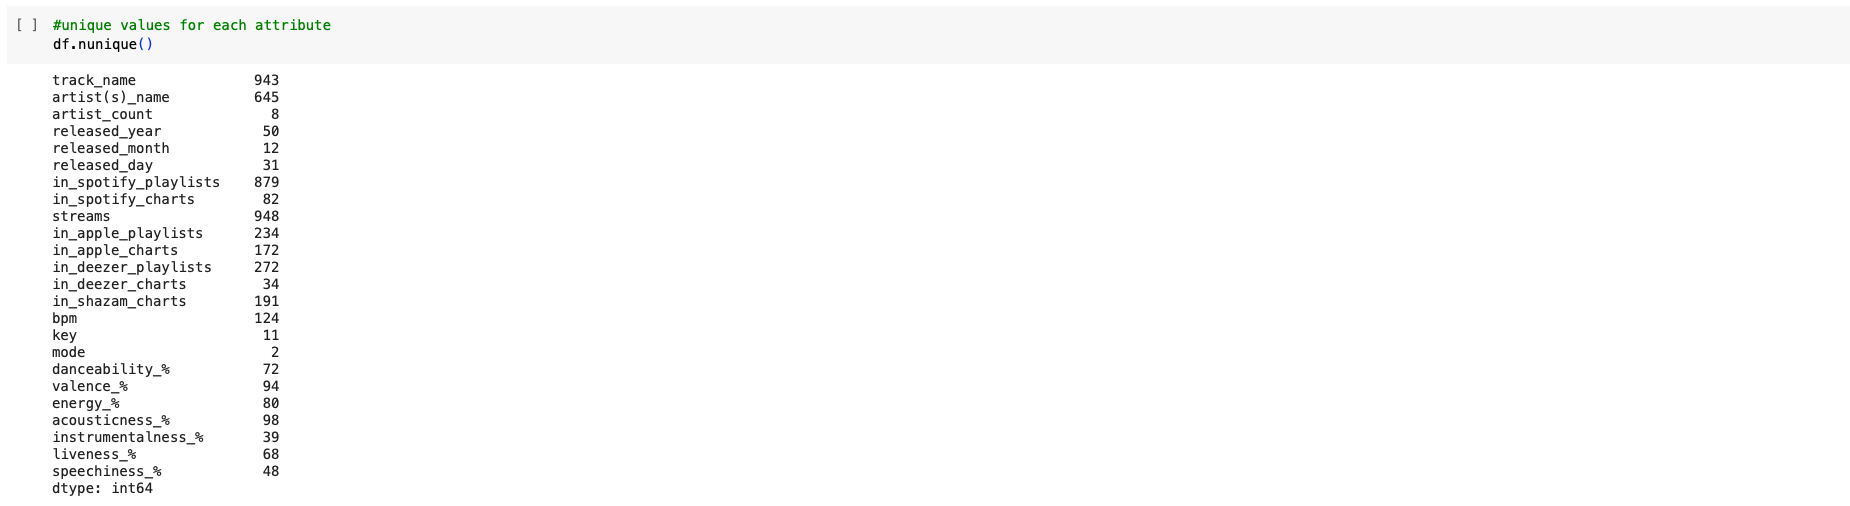 [ ] #unique values for each attribute
df.nunique()
track_name 943
artist(s)_name 645
artist_count 8
released_year 50
released_month 12
released_day 31
in_spotify_playlists 879
in_spotify_charts 82
streams 948
in_apple_playlists 234
in_apple_charts 172
in_deezer_playlists 272
in_deezer_charts 34
in_shazam_charts 191
bpm 124
key 11
mode 2
danceability_% 72
valence_% 94
energy_% 80
acousticness_% 98
instrumentalness_% 39
liveness_% 68
speechiness_% 48
dtype: int64